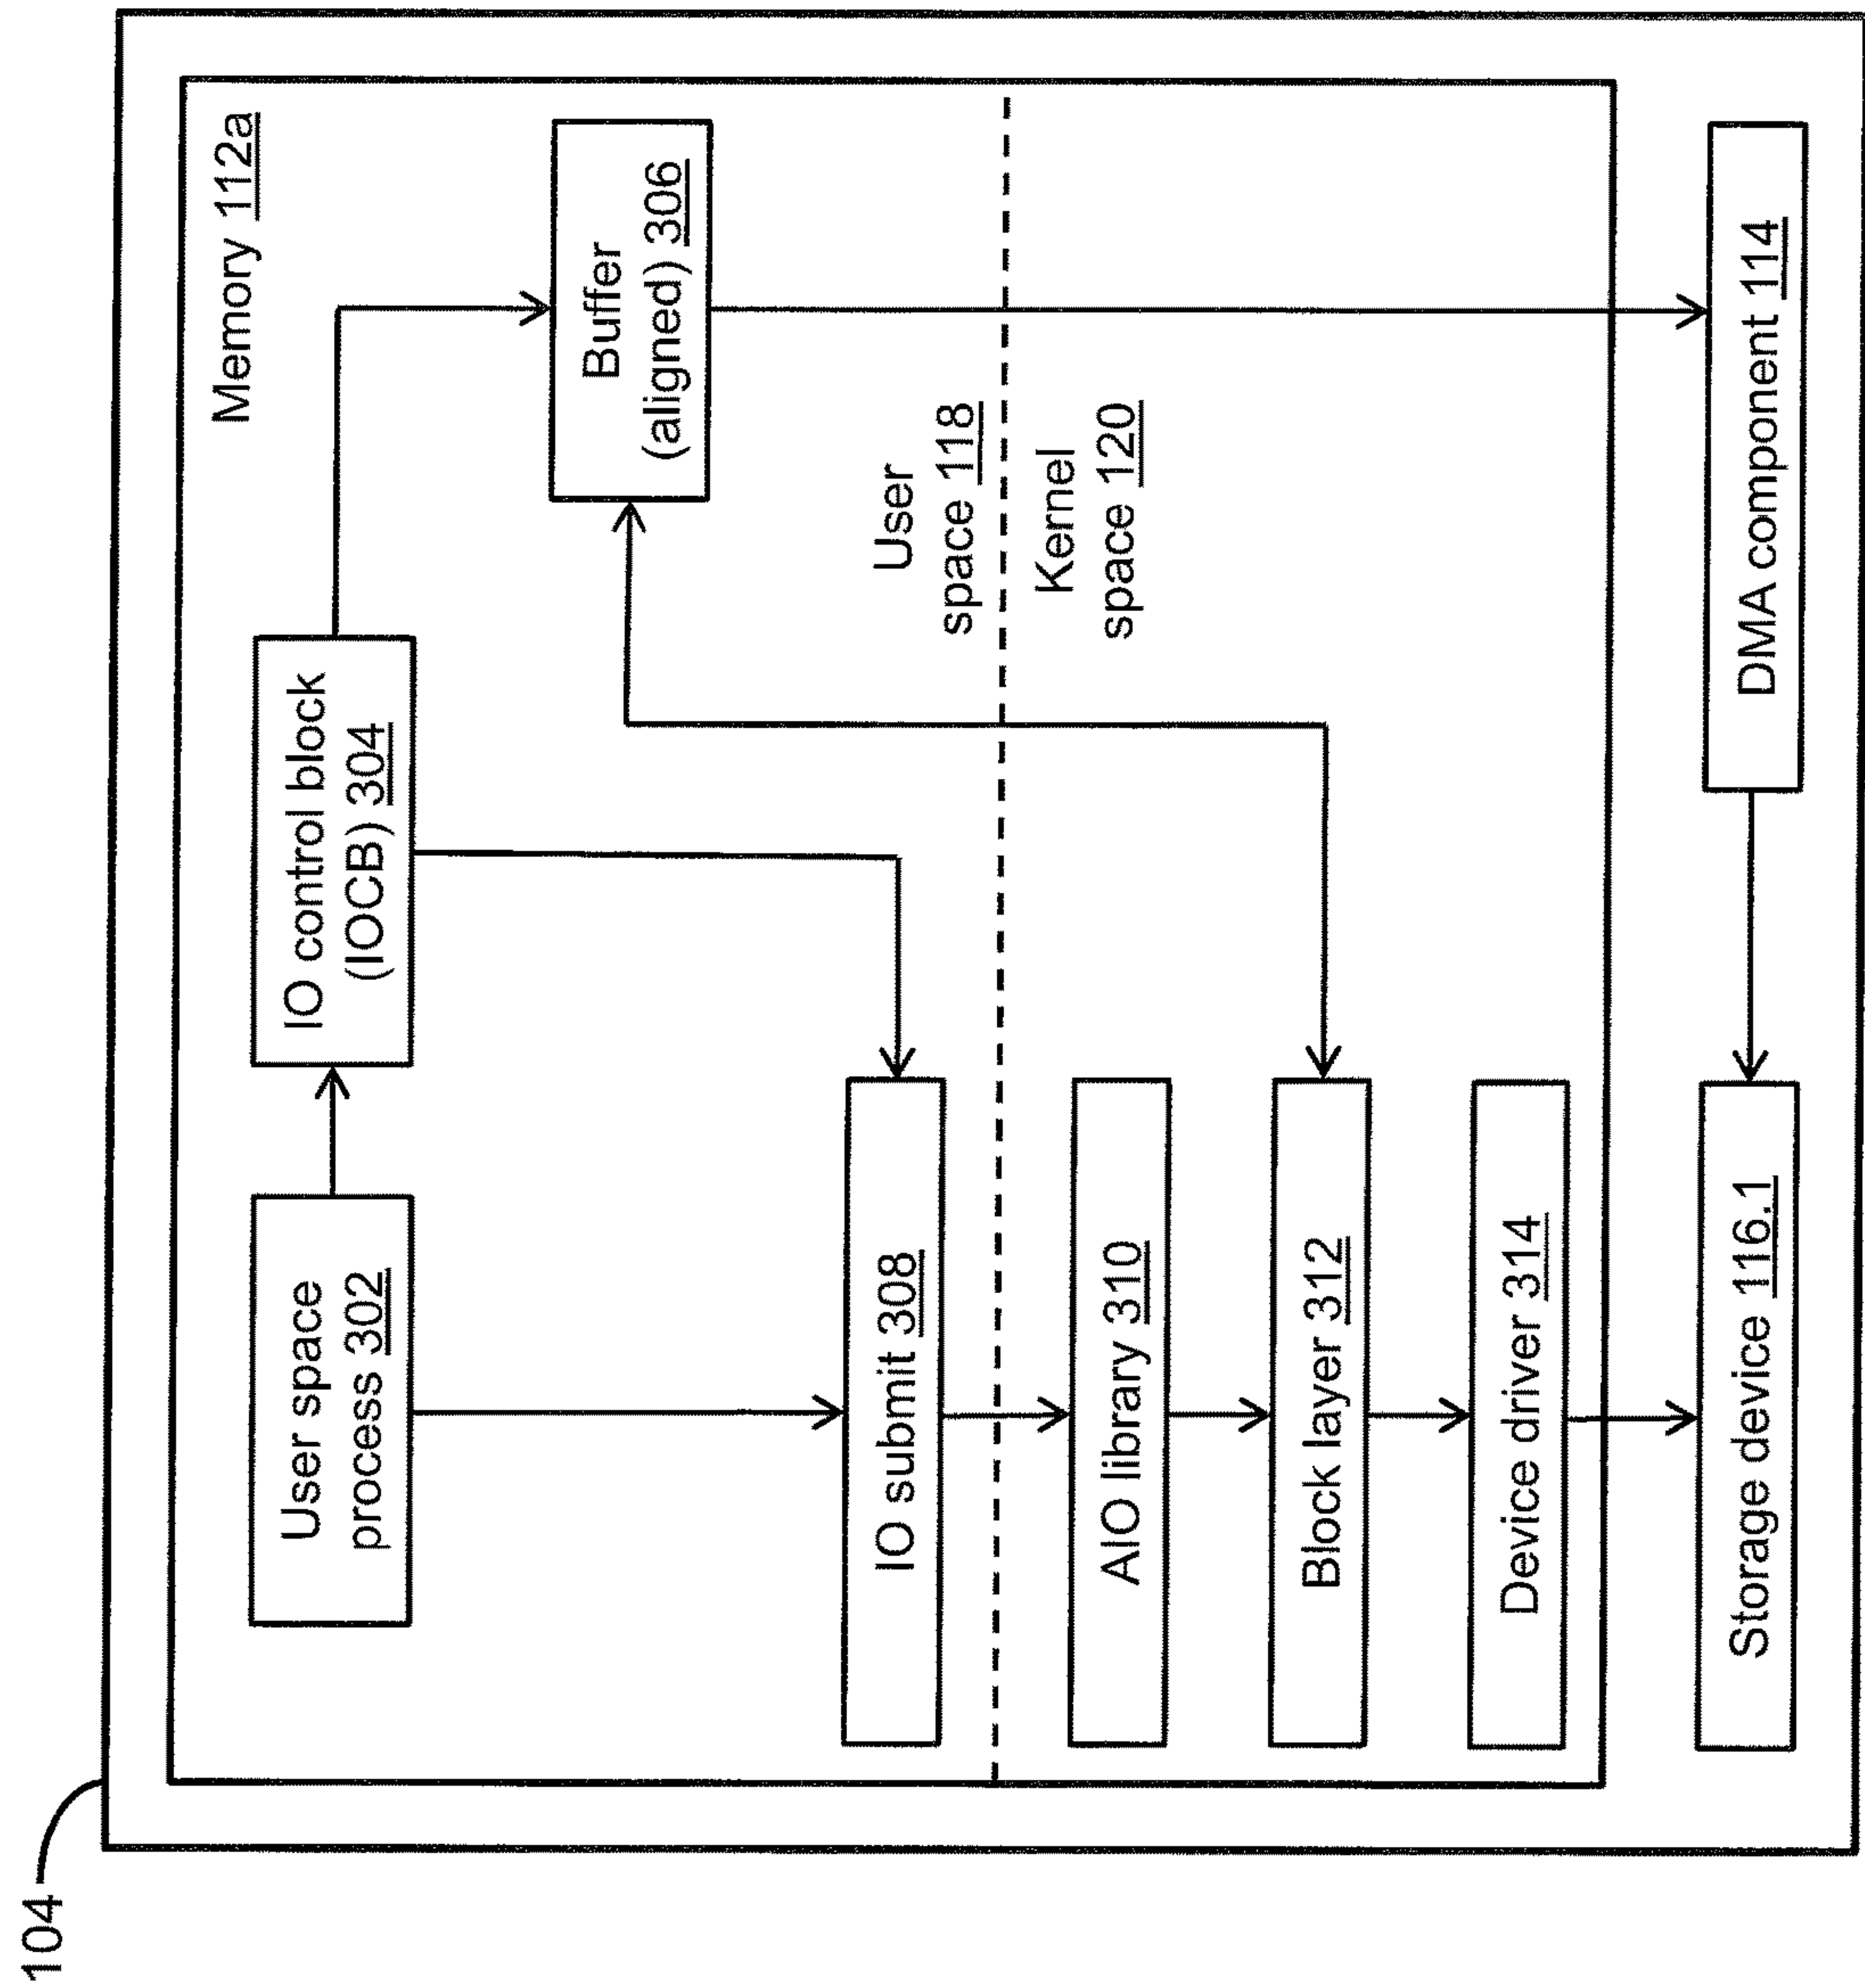 104
Memory 112a
User space
process 302
IO control block
(IOCB) 304
Buffer
(aligned) 306
IO submit 308
User
space 118
Kernel
space 120
AIO library 310
Block layer 312
Device driver 314
Storage device 116.1
DMA component 114